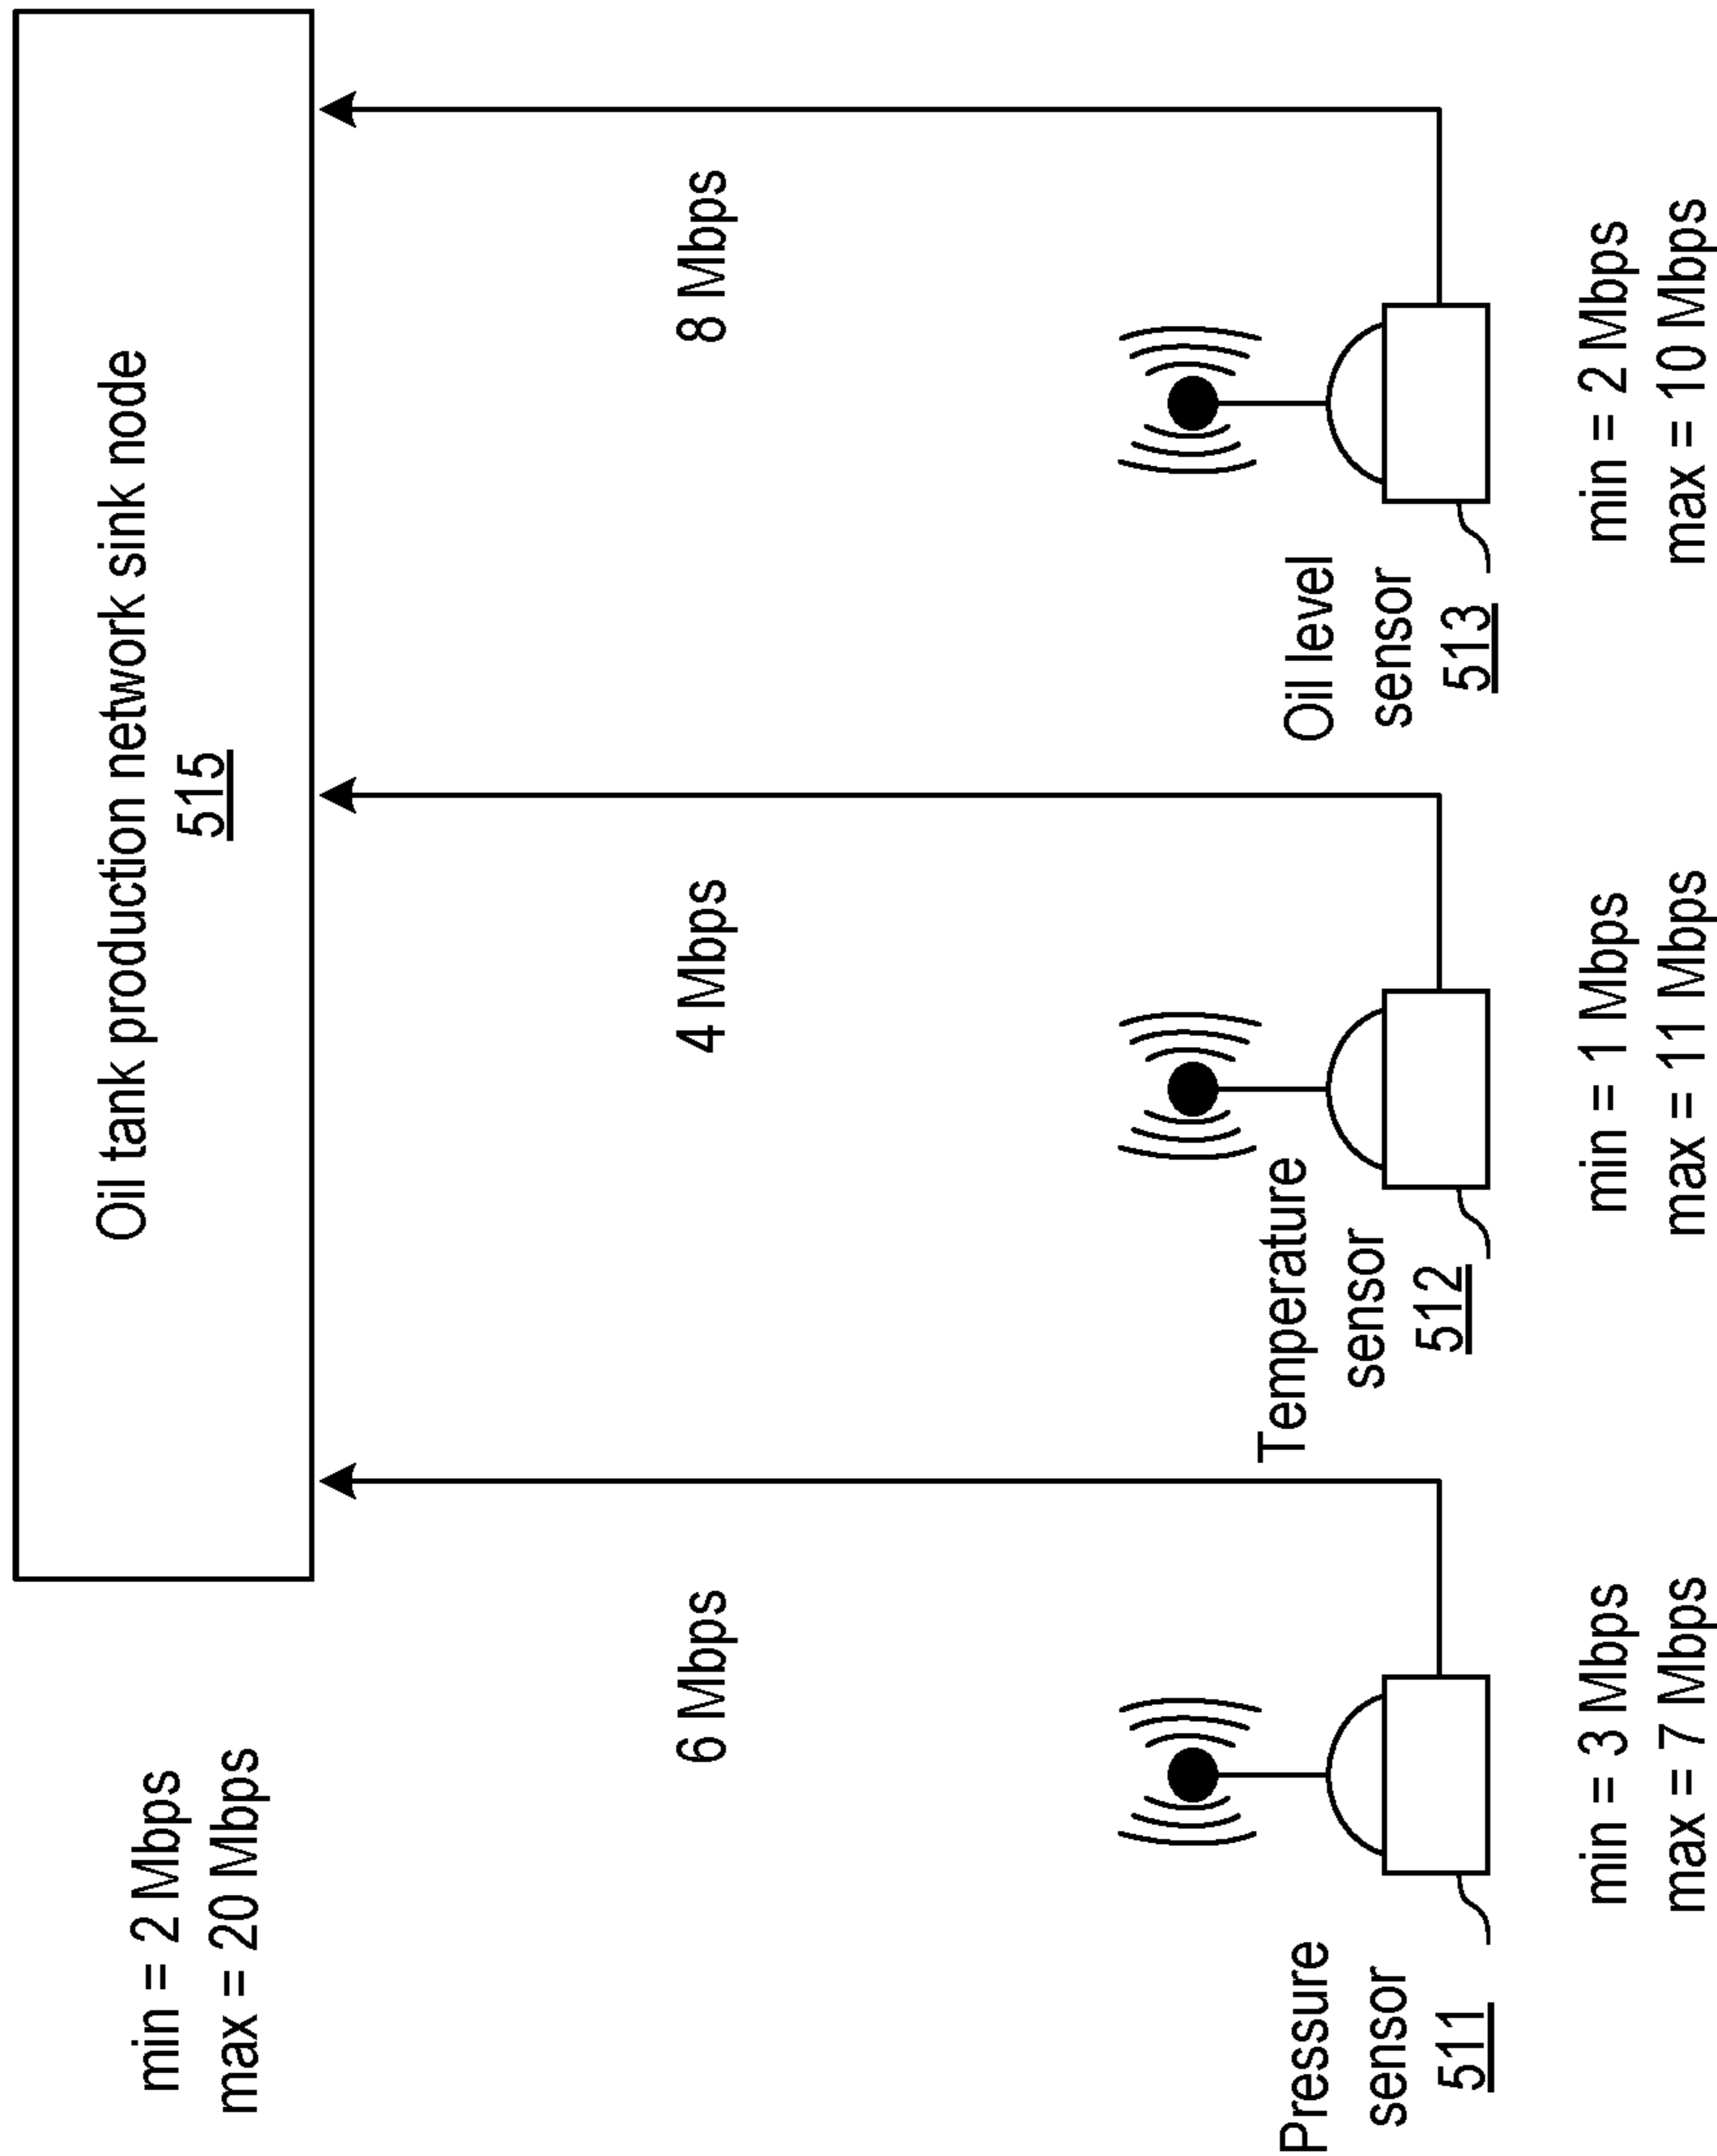 min = 2 Mbps
max = 20 Mbps
Oil tank production network sink node
515
6 Mbps
4 Mbps
8 Mbps
Pressure
sensor
511
Temperature
sensor
512
Oil level
sensor
513
min = 3 Mbps
max = 7 Mbps
min = 1 Mbps
max = 11 Mbps
min = 2 Mbps
max = 10 Mbps